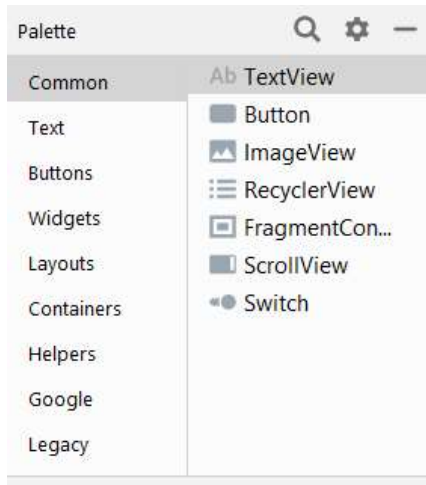 Palette
Common
Text
Buttons
Widgets
Layouts
Containers
Helpers
Google
Legacy
Ab TextView
Button
ImageView
RecyclerView
FragmentCon...
ScrollView
Switch